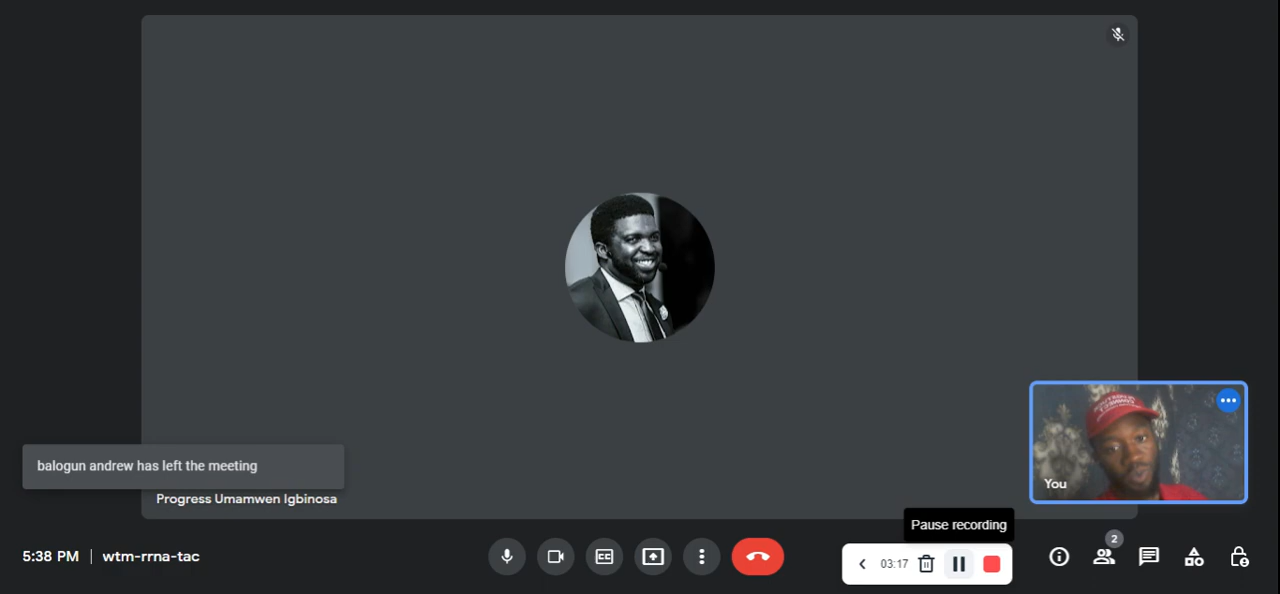 balogun andrew has left the meeting
You
Progress Umamwen Igbinosa
Pause recording
5:38 PM | wtm-rrna-tac
CC
03:17
2